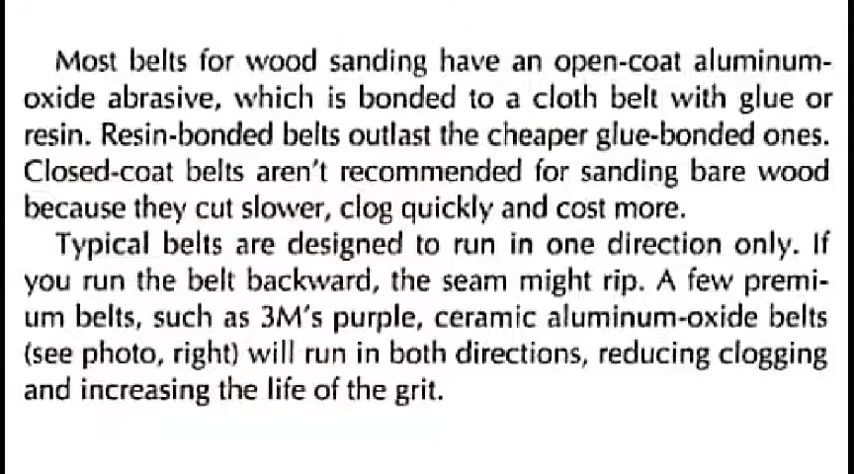 Most belts for wood sanding have an open-coat aluminum-
oxide abrasive, which is bonded to a cloth belt with glue or
resin. Resin-bonded belts outlast the cheaper glue-bonded ones.
Closed-coat belts aren't recommended for sanding bare wood
because they cut slower, clog quickly and cost more.
Typical belts are designed to run in one direction only. If
you run the belt backward, the seam might rip. A few premi-
um belts, such as 3M's purple, ceramic aluminum-oxide belts
(see photo, right) will run in both directions, reducing clogging
and increasing the life of the grit.